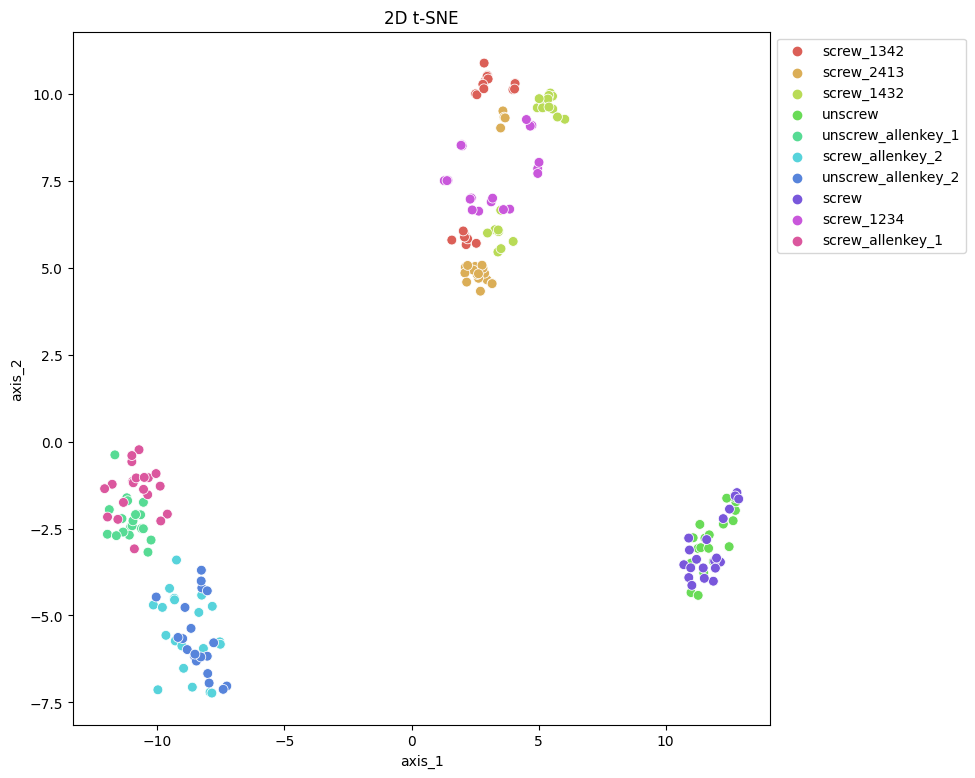 2D t-SNE
screw_1342
screw_2413
screw_1432
unscrew
unscrew_allenkey_1
screw_allenkey_2
unscrew_allenkey_2
screw
screw_1234
screw_allenkey_1
10.0
7.5
5.0
2.5
0.0
−2.5
−5.0
−7.5
axis_2
−10
−5
0
5
10
axis_1